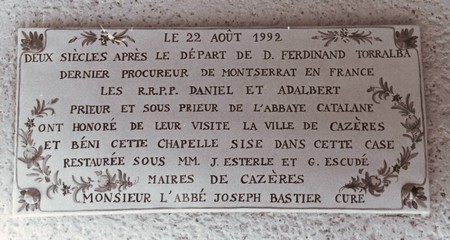 LE 22 AOÛT 1992
DEUX SIÈCLES APRÈS LE DÉPART DE D. FERDINAND TORRALBA
DERNIER PROCUREUR DE MONTSERRAT EN FRANCE
LES R.R.P.P. DANIEL ET ADALBERT
PRIEUR ET SOUS PRIEUR DE L'ABBAYE CATALANE
ONT HONORÉ DE LEUR VISITE LA VILLE DE CAZÈRES
ET BÉNI CETTE CHAPELLE SISE DANS CETTE CASE
RESTAURÉE SOUS MM. J. ESTERLE ET G. ESCUDÉ
MAIRES DE CAZÈRES
MONSIEUR L'ABBÉ JOSEPH BASTIER CURÉ